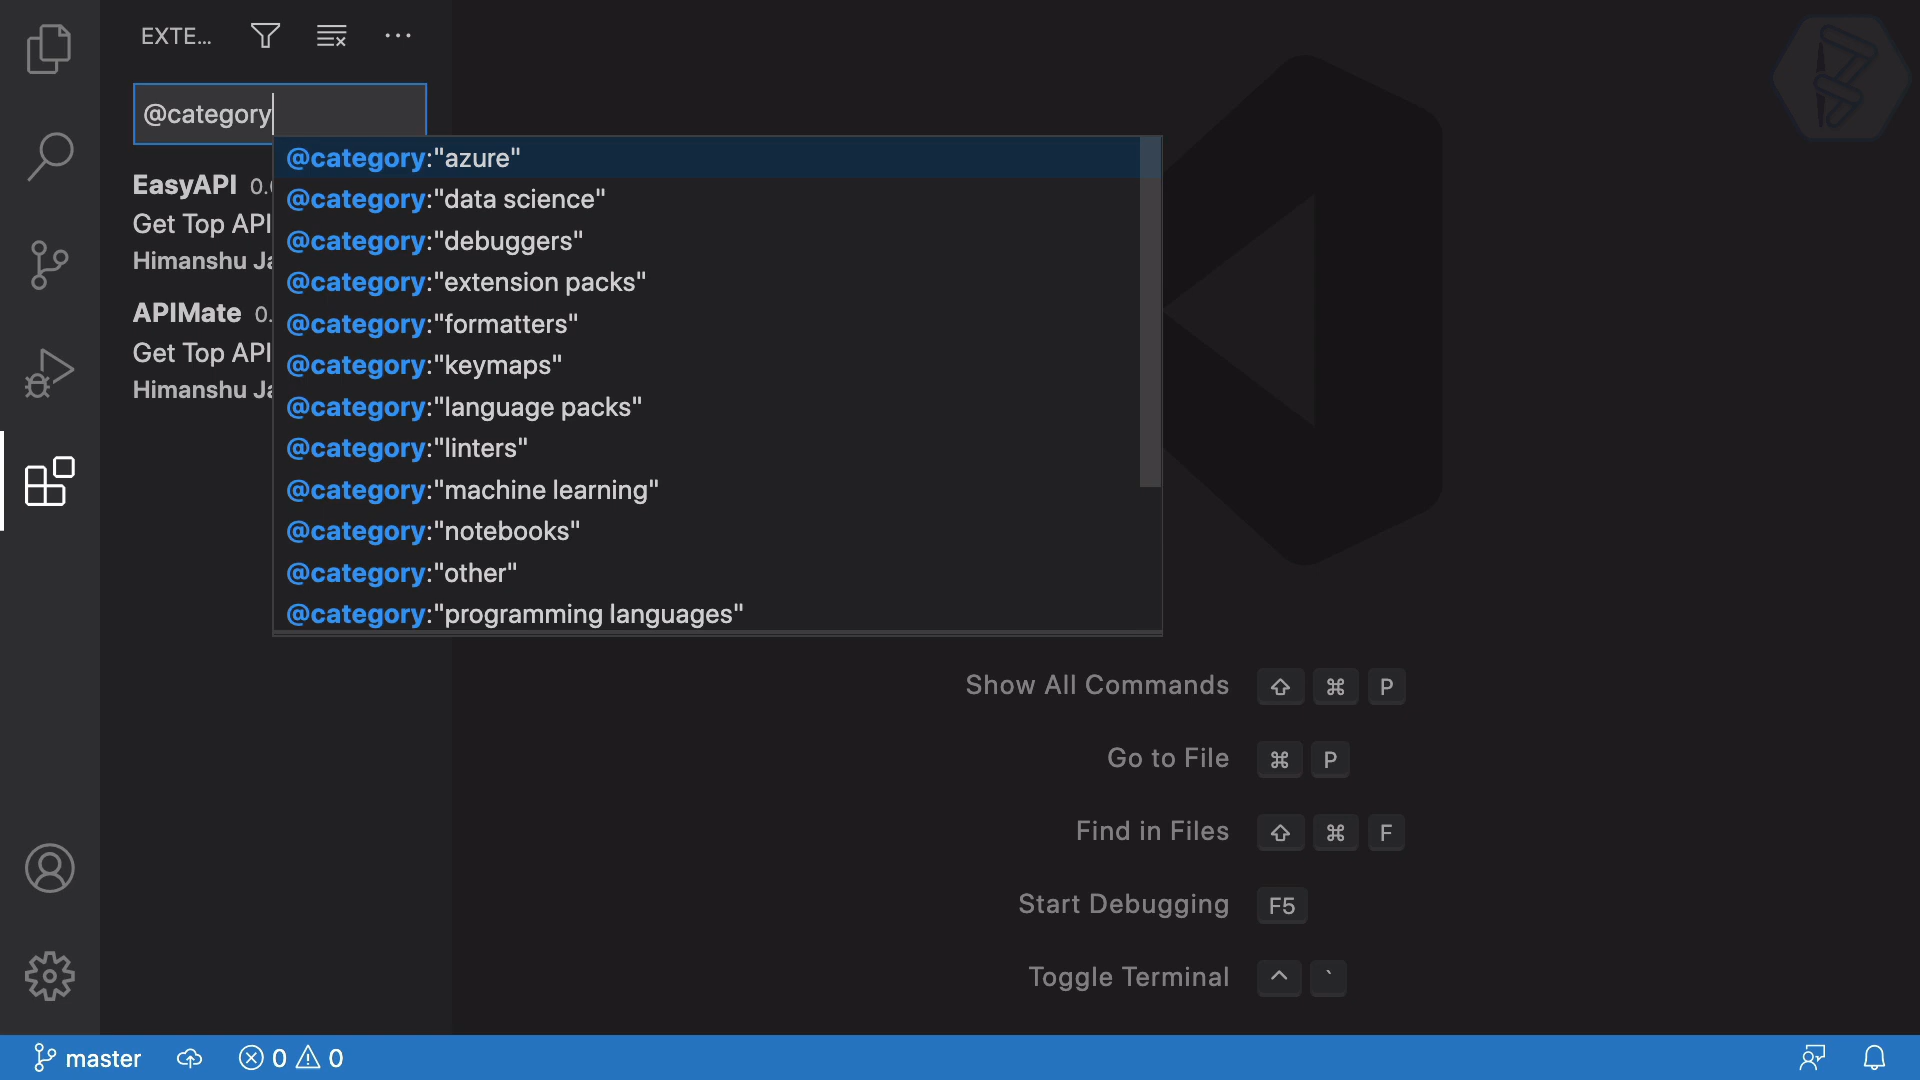 EXTE...
@category
@category:"azure"
@category:"data science"
@category:"debuggers"
@category:"extension packs"
@category:"formatters"
@category:"keymaps"
@category:"language packs"
@category:"linters"
@category:"machine learning"
@category:"notebooks"
@category:"other"
@category:"programming languages"
EasyAPI
Get Top API
Himanshu
APIMate
Get Top API
Himanshu
Show All Commands ⇧ ⌘ P
Go to File ⌘ P
Find in Files ⇧ ⌘ F
Start Debugging F5
Toggle Terminal ^ `
master 0 0